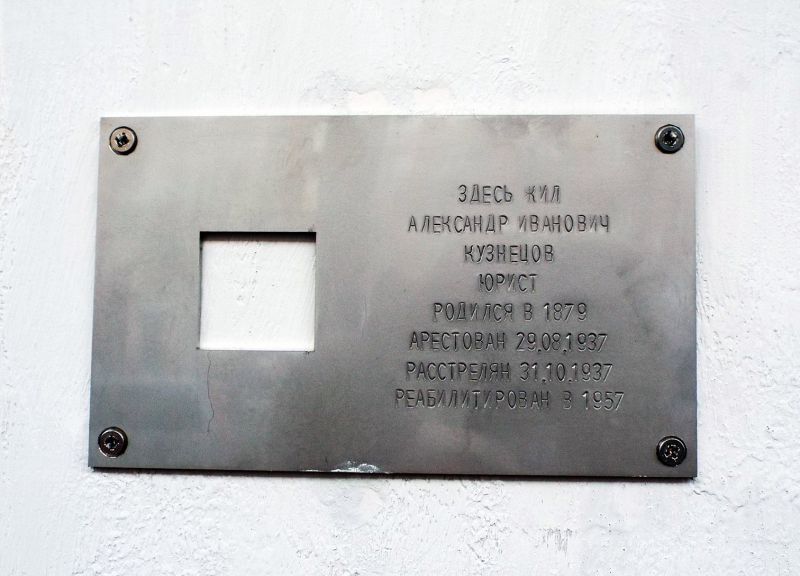 ЗДЕСЬ ЖИЛ
АЛЕКСАНДР ИВАНОВИЧ
КУЗНЕЦОВ
ЮРИСТ
РОДИЛСЯ В 1879
АРЕСТОВАН 29.08.1937
РАССТРЕЛЯН 31.10.1937
РЕАБИЛИТИРОВАН В 1957